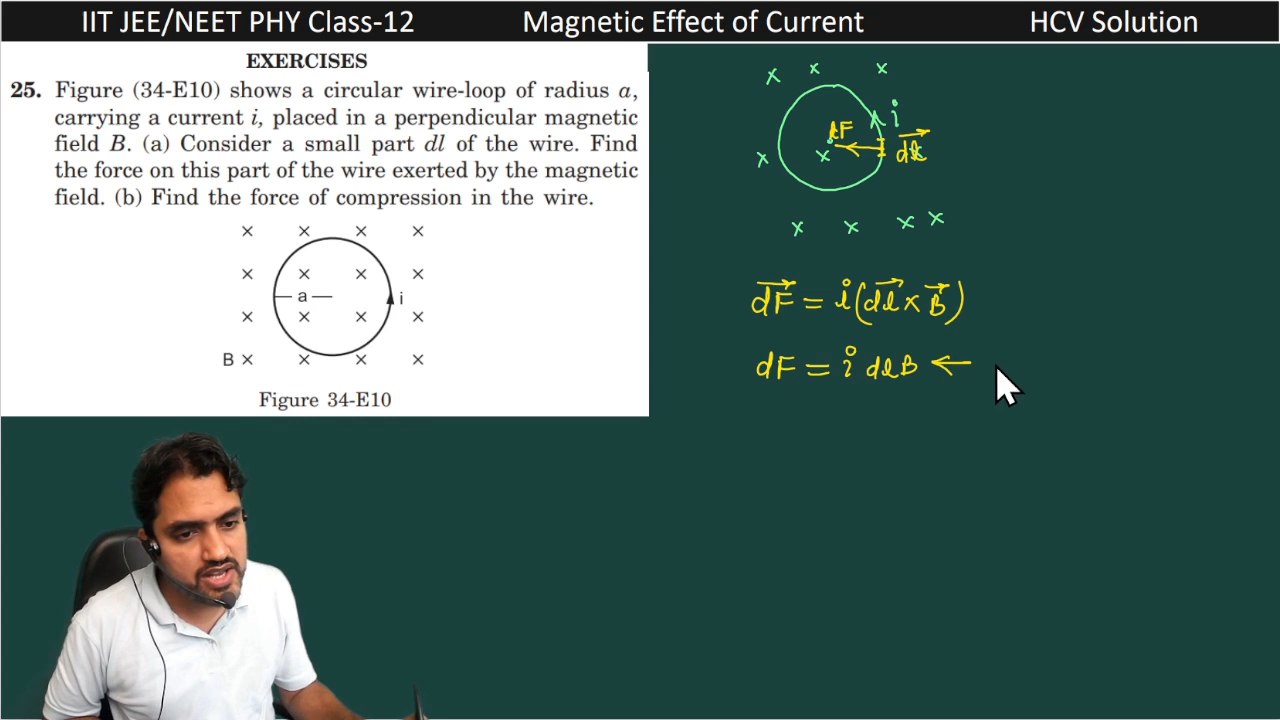 IIT JEE/NEET PHY Class-12 Magnetic Effect of Current HCV Solution
EXERCISES
25. Figure (34-E10) shows a circular wire-loop of radius a,
carrying a current i, placed in a perpendicular magnetic
field B. (a) Consider a small part dl of the wire. Find
the force on this part of the wire exerted by the magnetic
field. (b) Find the force of compression in the wire.
× × × ×
× × × ×
a i
× × × ×
B × × × ×
Figure 34-E10
x x x
i
dF
x x dl
x x x x
dF = i(dl × B)
dF = i dl B ←